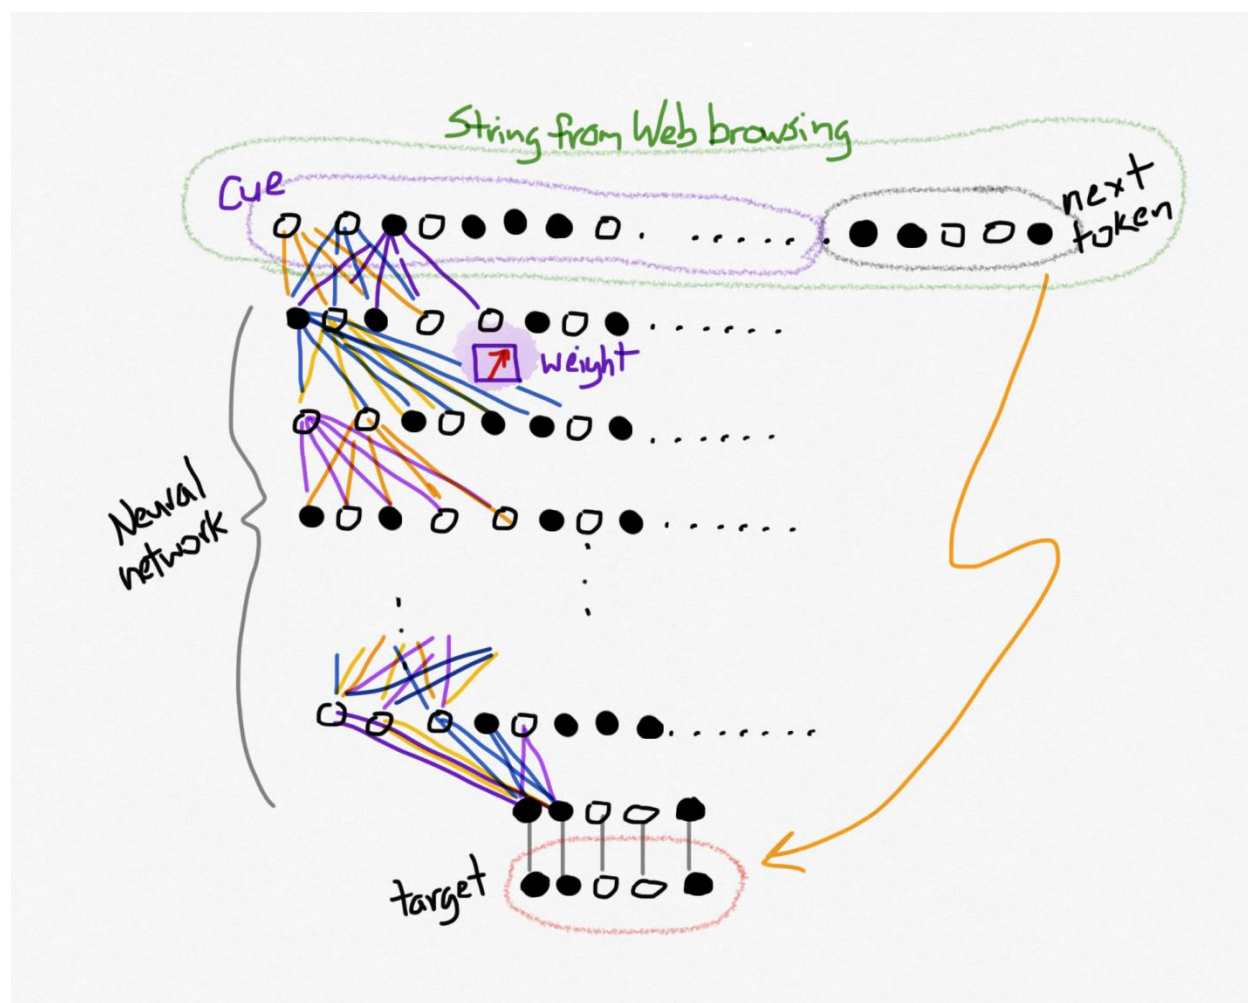 String from Web browsing
Cue
next
token
weight
Neural
network
target